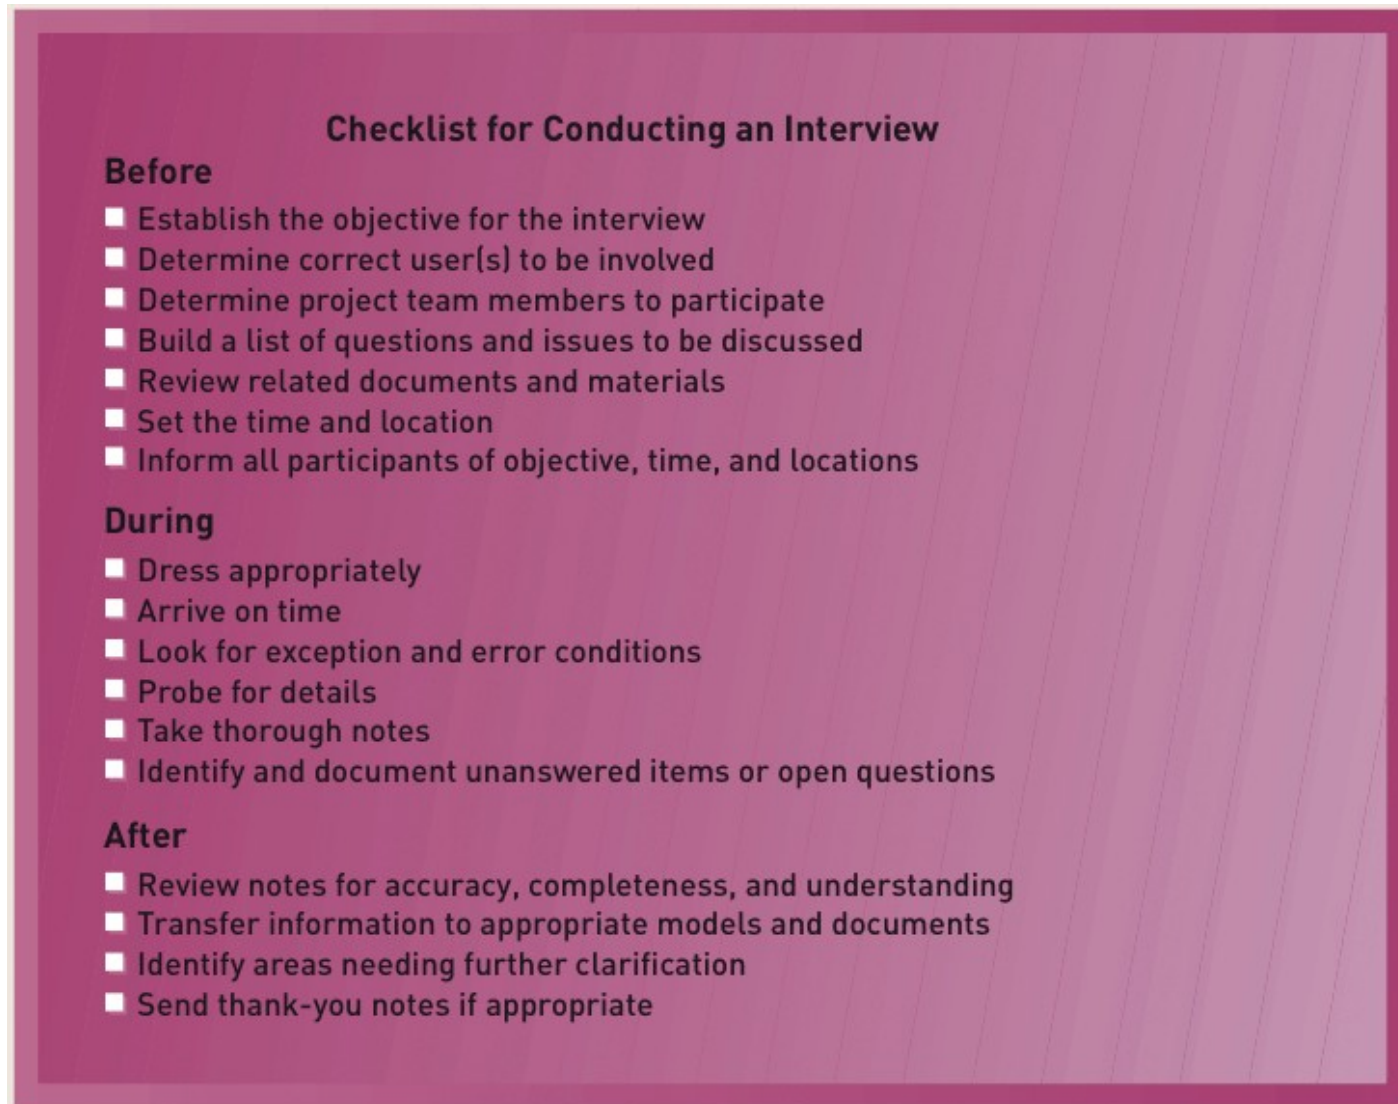 Checklist for Conducting an Interview
Before
Establish the objective for the interview
Determine correct user(s) to be involved
Determine project team members to participate
Build a list of questions and issues to be discussed
Review related documents and materials
Set the time and location
Inform all participants of objective, time, and locations
During
Dress appropriately
Arrive on time
Look for exception and error conditions
Probe for details
Take thorough notes
Identify and document unanswered items or open questions
After
Review notes for accuracy, completeness, and understanding
Transfer information to appropriate models and documents
Identify areas needing further clarification
Send thank-you notes if appropriate